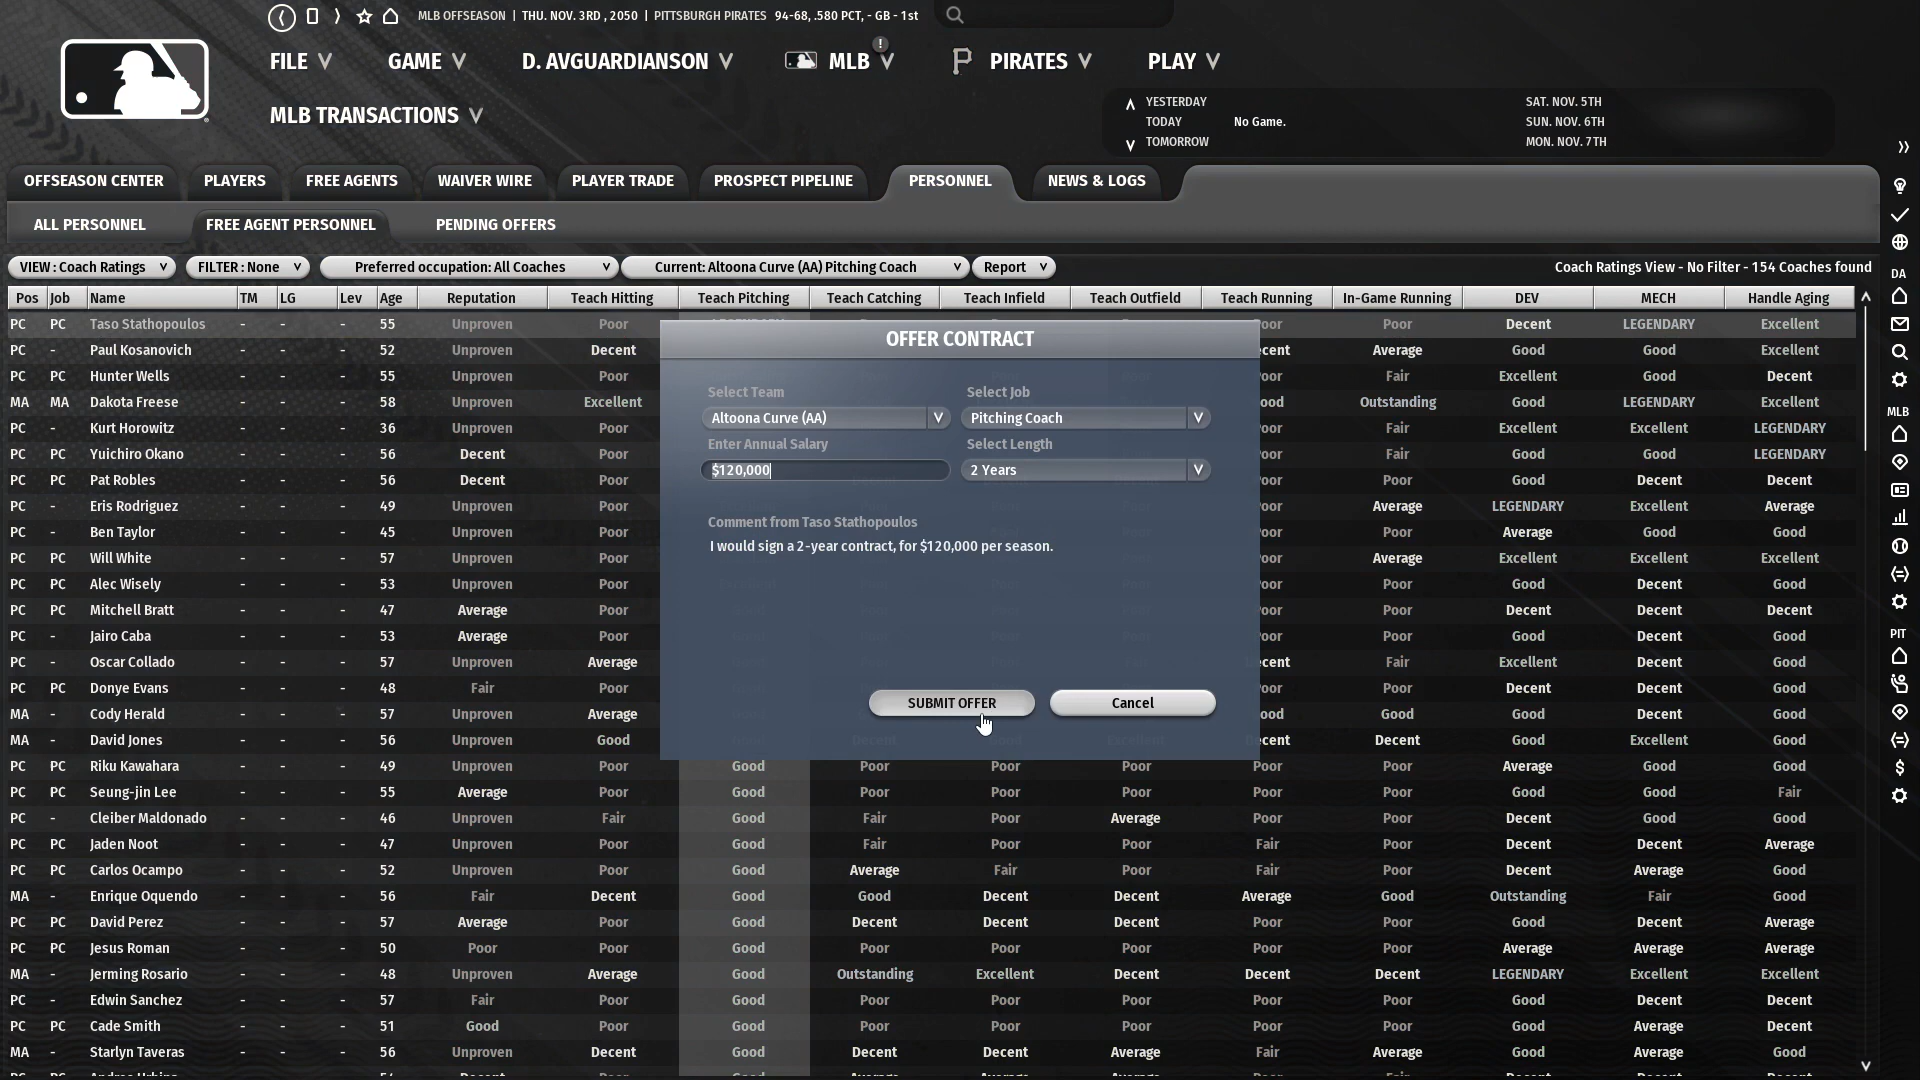 MLB OFFSEASON | THU. NOV. 3RD , 2050 | PITTSBURGH PIRATES 94-68, .580 PCT, - GB - 1st
FILE GAME D. AVGUARDIANSON MLB PIRATES PLAY
MLB TRANSACTIONS
YESTERDAY SAT. NOV. 5TH
TODAY No Game. SUN. NOV. 6TH
TOMORROW MON. NOV. 7TH
OFFSEASON CENTER PLAYERS FREE AGENTS WAIVER WIRE PLAYER TRADE PROSPECT PIPELINE PERSONNEL NEWS & LOGS
ALL PERSONNEL FREE AGENT PERSONNEL PENDING OFFERS
VIEW : Coach Ratings FILTER : None Preferred occupation: All Coaches Current: Altoona Curve (AA) Pitching Coach Report Coach Ratings View - No Filter - 154 Coaches found
Pos Job Name TM LG Lev Age Reputation Teach Hitting Teach Pitching Teach Catching Teach Infield Teach Outfield Teach Running In-Game Running DEV MECH Handle Aging
PC PC Taso Stathopoulos - - - 55 Unproven Poor Poor Decent LEGENDARY Excellent
PC - Paul Kosanovich - - - 52 Unproven Decent Average Good Good Excellent
PC PC Hunter Wells - - - 55 Unproven Poor Fair Excellent Good Decent
MA MA Dakota Freese - - - 58 Unproven Excellent Outstanding Good LEGENDARY Excellent
PC - Kurt Horowitz - - - 36 Unproven Poor Fair Excellent Excellent LEGENDARY
PC PC Yuichiro Okano - - - 56 Decent Poor Fair Good Good LEGENDARY
PC PC Pat Robles - - - 56 Decent Poor Poor Good Decent Decent
PC - Eris Rodriguez - - - 49 Unproven Poor Average LEGENDARY Excellent Average
PC - Ben Taylor - - - 45 Unproven Poor Poor Average Good Good
PC PC Will White - - - 57 Unproven Poor Average Excellent Excellent Excellent
PC PC Alec Wisely - - - 53 Unproven Poor Poor Good Decent Good
PC PC Mitchell Bratt - - - 47 Average Poor Poor Decent Decent Decent
PC - Jairo Caba - - - 53 Average Poor Poor Good Decent Good
PC - Oscar Collado - - - 57 Unproven Average Fair Excellent Decent Good
PC PC Donye Evans - - - 48 Fair Poor Poor Decent Decent Good
MA - Cody Herald - - - 57 Unproven Average Good Good Decent Good
MA - David Jones - - - 56 Unproven Good Decent Good Excellent Good
PC PC Riku Kawahara - - - 49 Unproven Poor Good Poor Poor Poor Poor Poor Average Good Good
PC PC Seung-jin Lee - - - 55 Average Poor Good Poor Poor Poor Poor Poor Good Good Fair
PC - Cleiber Maldonado - - - 46 Unproven Fair Good Fair Poor Average Poor Poor Decent Good Good
PC PC Jaden Noot - - - 47 Unproven Poor Good Fair Poor Poor Fair Poor Decent Decent Average
PC PC Carlos Ocampo - - - 52 Unproven Poor Good Average Fair Poor Fair Poor Decent Average Good
MA - Enrique Oquendo - - - 56 Fair Decent Good Good Decent Decent Average Good Outstanding Fair Good
PC PC David Perez - - - 57 Average Poor Good Decent Decent Decent Poor Poor Good Decent Average
PC PC Jesus Roman - - - 50 Poor Poor Good Poor Poor Poor Poor Poor Average Average Average
MA - Jerming Rosario - - - 48 Unproven Average Good Outstanding Excellent Decent Decent Decent LEGENDARY Excellent Excellent
PC - Edwin Sanchez - - - 57 Fair Poor Good Poor Poor Poor Poor Poor Good Decent Decent
PC PC Cade Smith - - - 51 Good Poor Good Poor Poor Poor Poor Poor Good Average Decent
MA - Starlyn Taveras - - - 56 Unproven Decent Good Decent Decent Average Fair Average Good Average Good
OFFER CONTRACT
Select Team Select Job
Altoona Curve (AA) Pitching Coach
Enter Annual Salary Select Length
$120,000 2 Years
Comment from Taso Stathopoulos
I would sign a 2-year contract, for $120,000 per season.
SUBMIT OFFER Cancel
DA
MLB
PIT